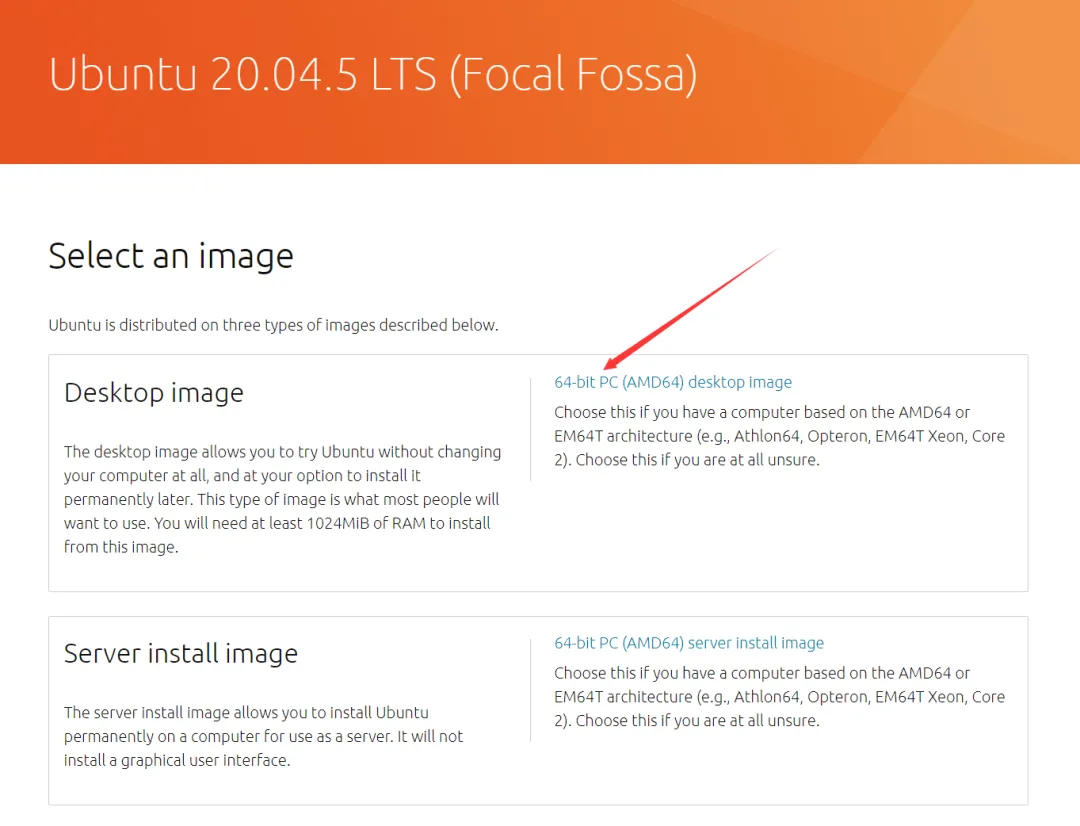 Ubuntu 20.04.5 LTS (Focal Fossa)
Select an image
Ubuntu is distributed on three types of images described below.
Desktop image
The desktop image allows you to try Ubuntu without changing
your computer at all, and at your option to install it
permanently later. This type of image is what most people will
want to use. You will need at least 1024MiB of RAM to install
from this image.
64-bit PC (AMD64) desktop image
Choose this if you have a computer based on the AMD64 or
EM64T architecture (e.g., Athlon64, Opteron, EM64T Xeon, Core
2). Choose this if you are at all unsure.
Server install image
The server install image allows you to install Ubuntu
permanently on a computer for use as a server. It will not
install a graphical user interface.
64-bit PC (AMD64) server install image
Choose this if you have a computer based on the AMD64 or
EM64T architecture (e.g., Athlon64, Opteron, EM64T Xeon, Core
2). Choose this if you are at all unsure.